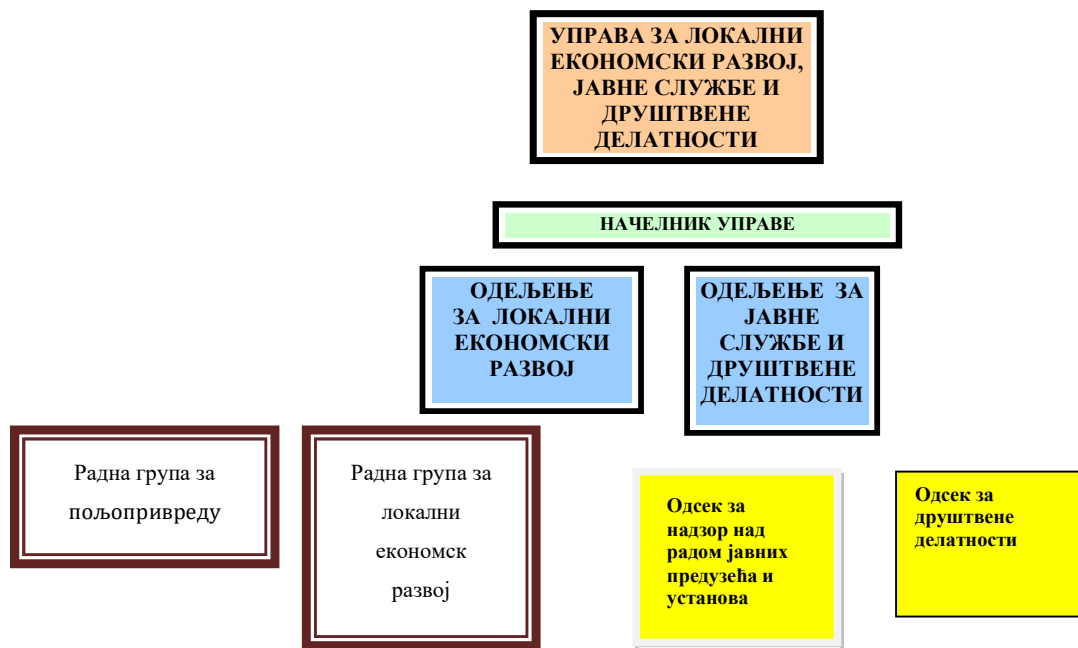 УПРАВА ЗА ЛОКАЛНИ
ЕКОНОМСКИ РАЗВОЈ,
ЈАВНЕ СЛУЖБЕ И
ДРУШТВЕНЕ
ДЕЛАТНОСТИ
НАЧЕЛНИК УПРАВЕ
ОДЕЉЕЊЕ
ЗА ЛОКАЛНИ
ЕКОНОМСКИ
РАЗВОЈ
ОДЕЉЕЊЕ ЗА
ЈАВНЕ
СЛУЖБЕ И
ДРУШТВЕНЕ
ДЕЛАТНОСТИ
Радна група за
пољопривреду
Радна група за
локални
економск
развој
Одсек за
надзор над
радом јавних
предузећа и
установа
Одсек за
друштвене
делатности